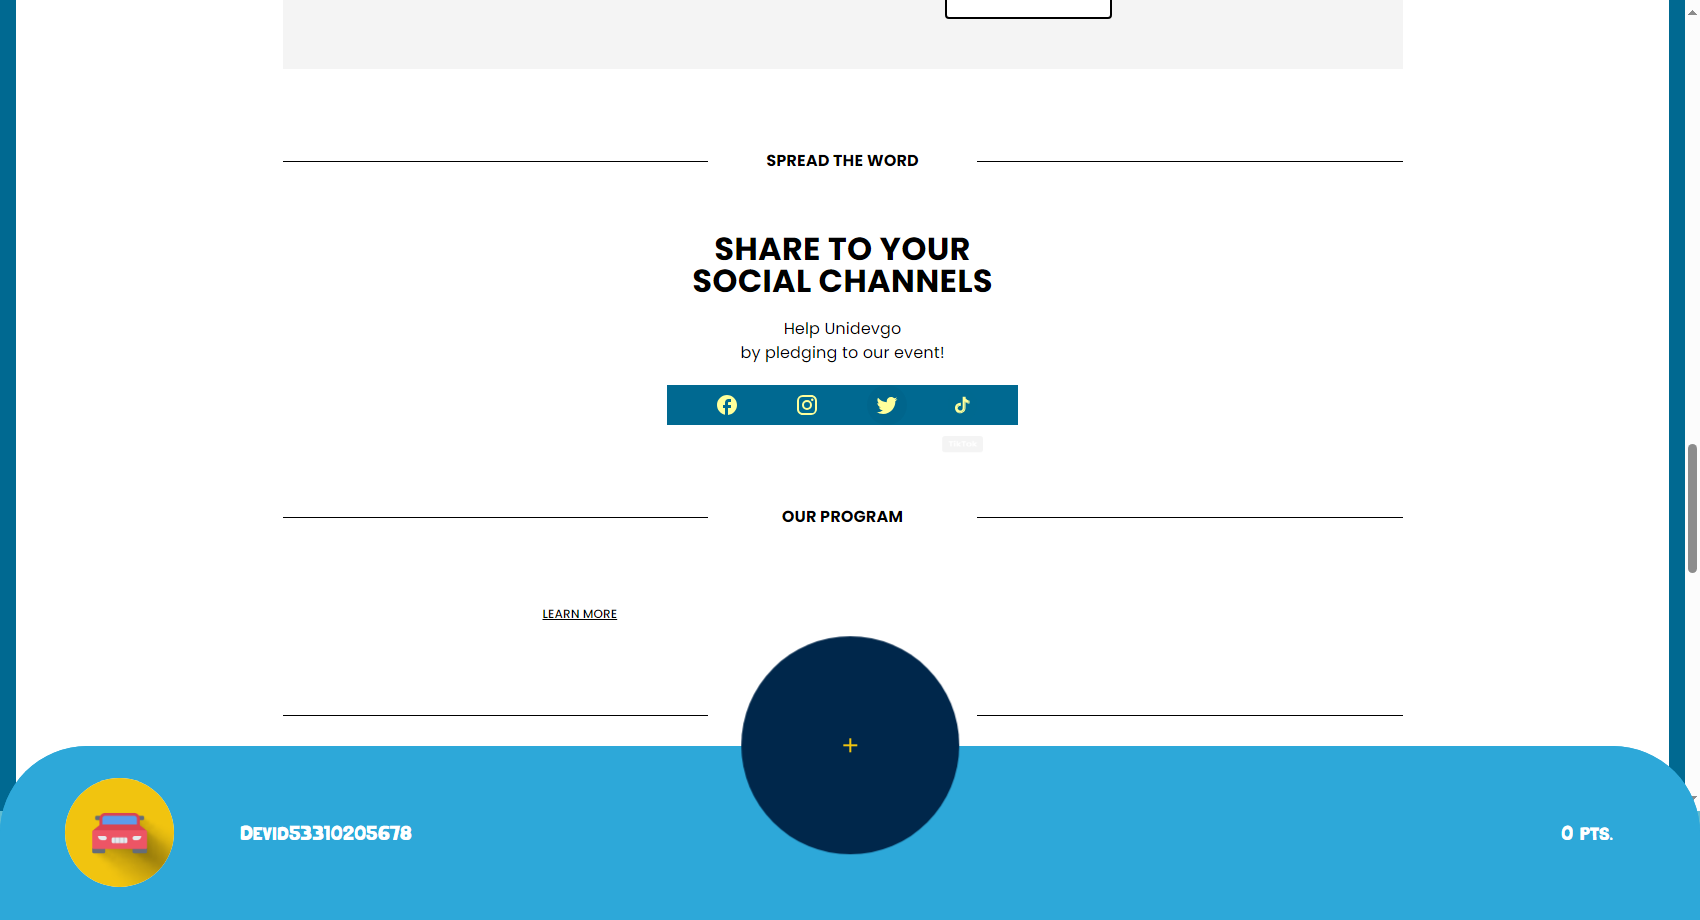 SPREAD THE WORD
SHARE TO YOUR
SOCIAL CHANNELS
Help Unidevgo
by pledging to our event!
OUR PROGRAM
LEARN MORE
+
Devid53310205678
0 pts.